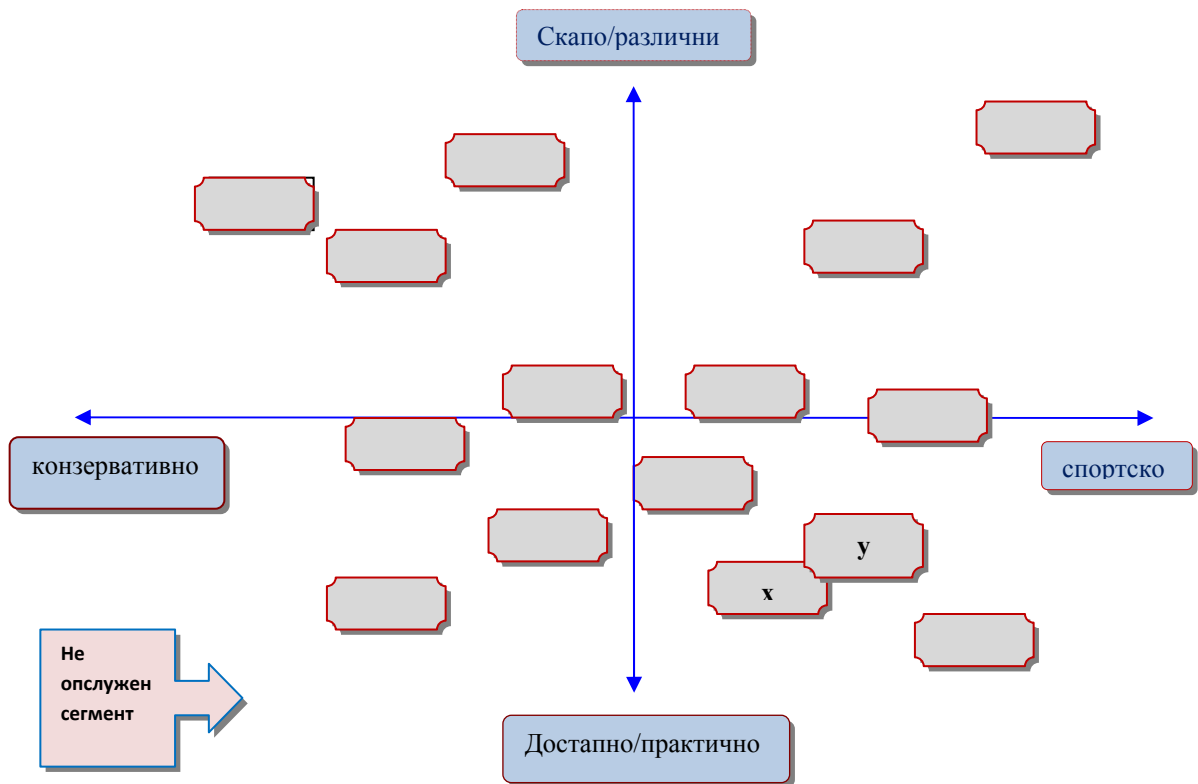 Скапо/различни
конзервативно
спортско
y
x
Не
опслужен
сегмент
Достапно/практично